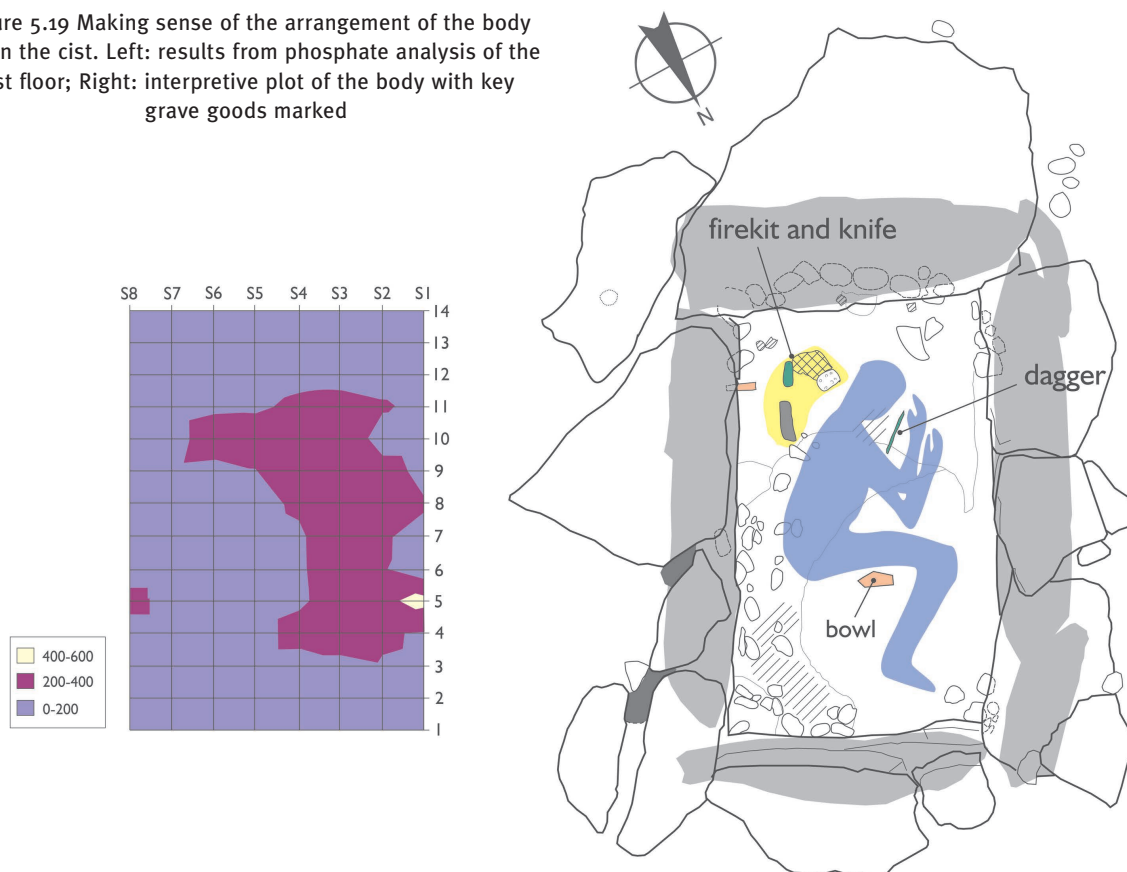 5.19 Making sense of the arrangement of the body
the cist. Left: results from phosphate analysis of the
floor; Right: interpretive plot of the body with key
grave goods marked
N
firekit and knife
dagger
bowl
S8 S7 S6 S5 S4 S3 S2 S1
14
13
12
11
10
9
8
7
6
5
4
3
2
1
400-600
200-400
0-200